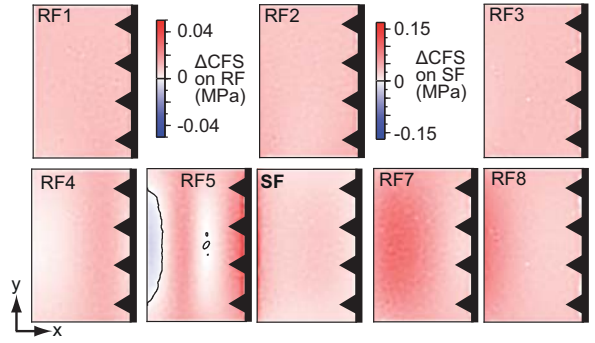 RF1
0.04
0
-0.04
ΔCFS
on RF
(MPa)
RF2
0.15
0
-0.15
ΔCFS
on SF
(MPa)
RF3
RF4
RF5
SF
RF7
RF8
y
x